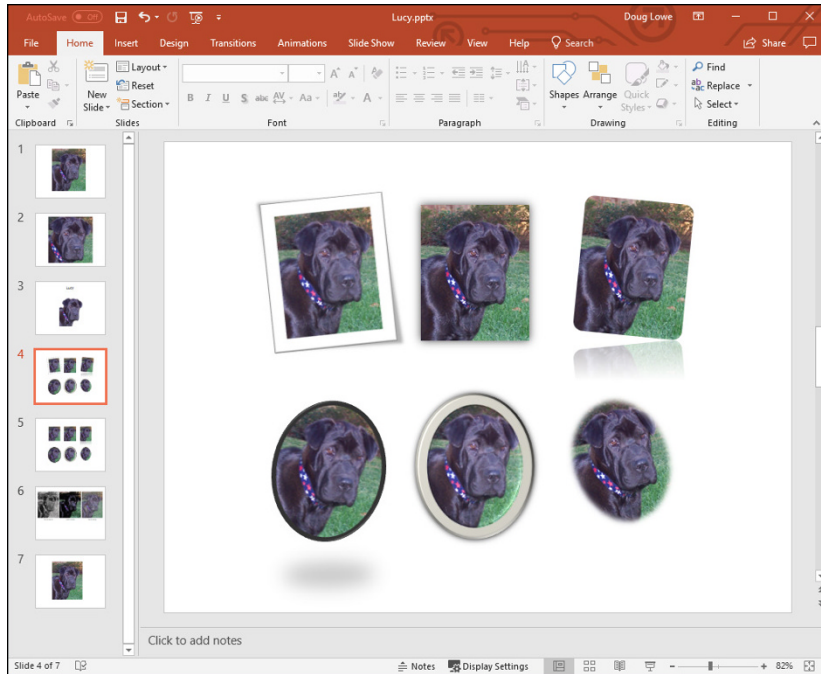 AutoSave Off Lucy.pptx Doug Lowe
File Home Insert Design Transitions Animations Slide Show Review View Help Search Share
Paste
New
Slide
Layout
Reset
Section
B I U S abc AV Aa A
Shapes Arrange Quick
Styles
Find
Replace
Select
Clipboard Slides Font Paragraph Drawing Editing
1
2
3
4
5
6
7
Click to add notes
Slide 4 of 7 Notes Display Settings 82%